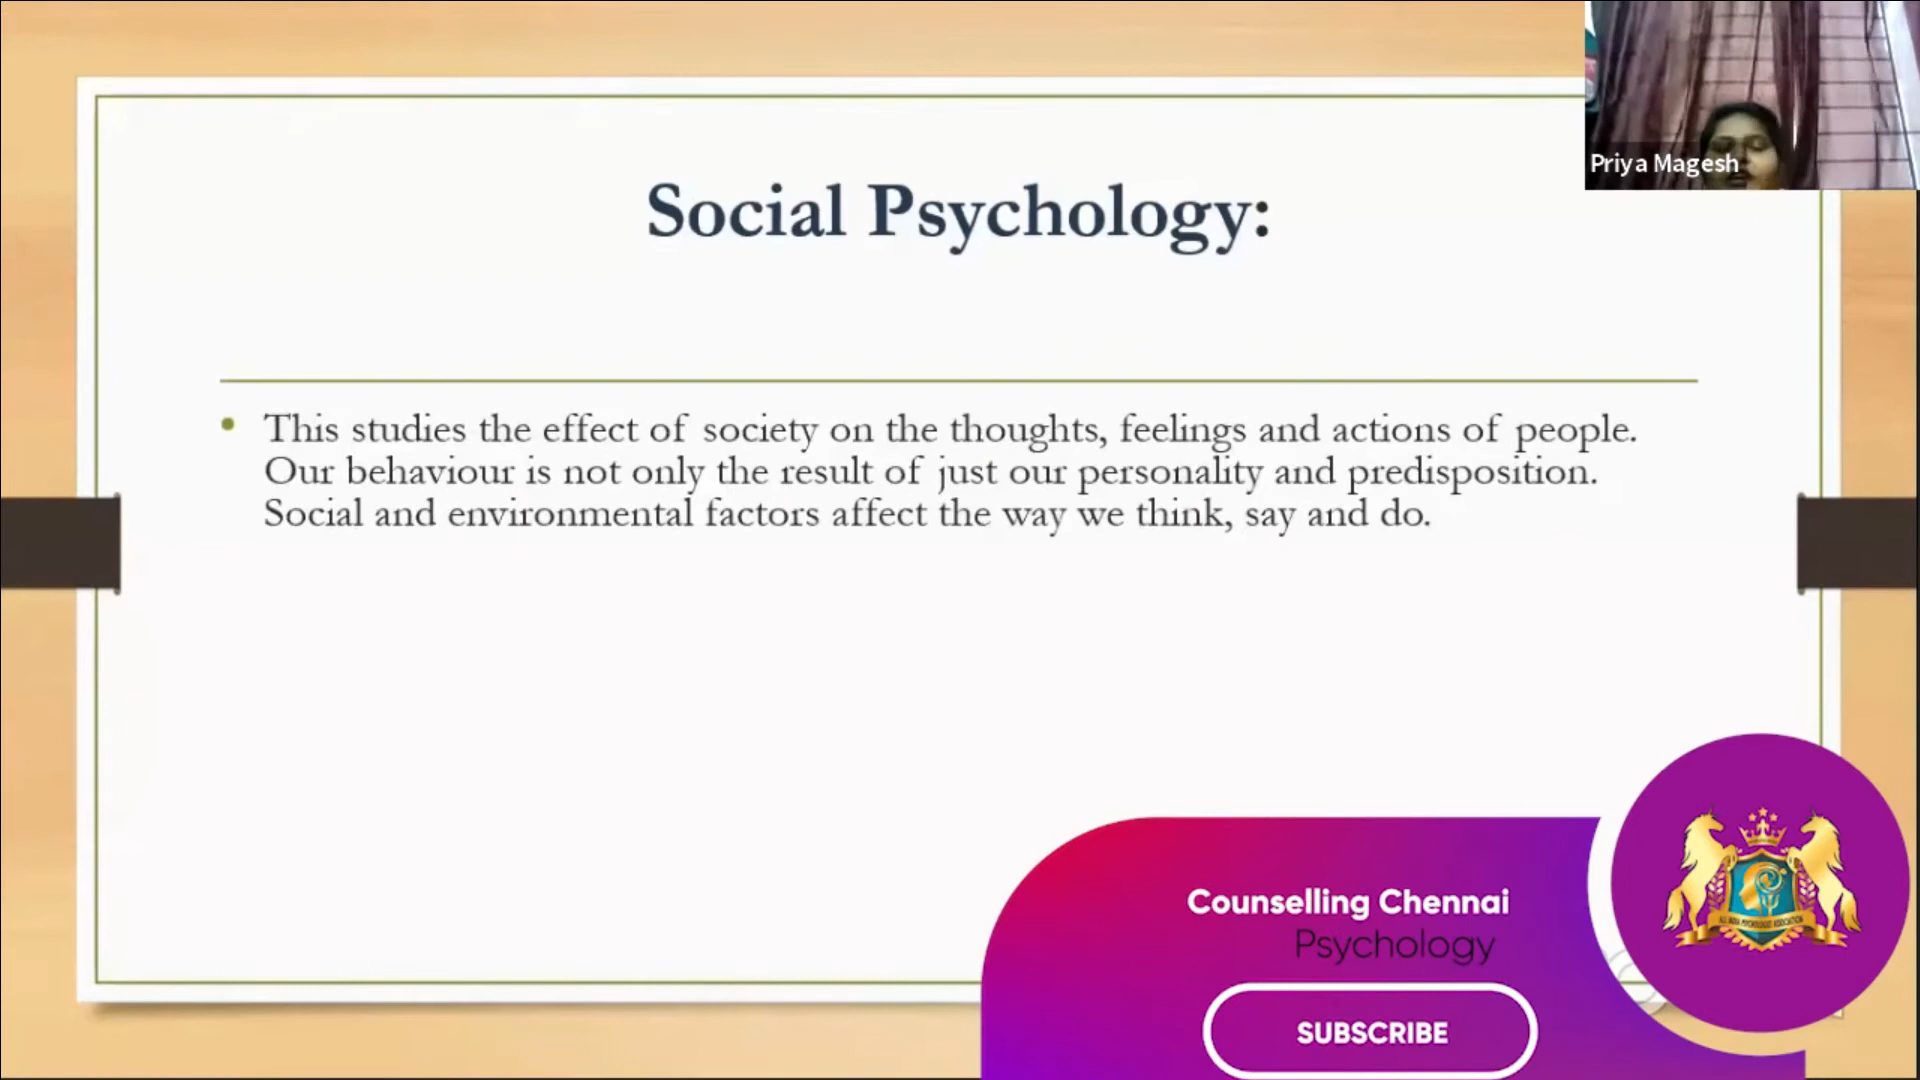 Priya Magesh
Social Psychology:
• This studies the effect of society on the thoughts, feelings and actions of people.
Our behaviour is not only the result of just our personality and predisposition.
Social and environmental factors affect the way we think, say and do.
Counselling Chennai
Psychology
SUBSCRIBE